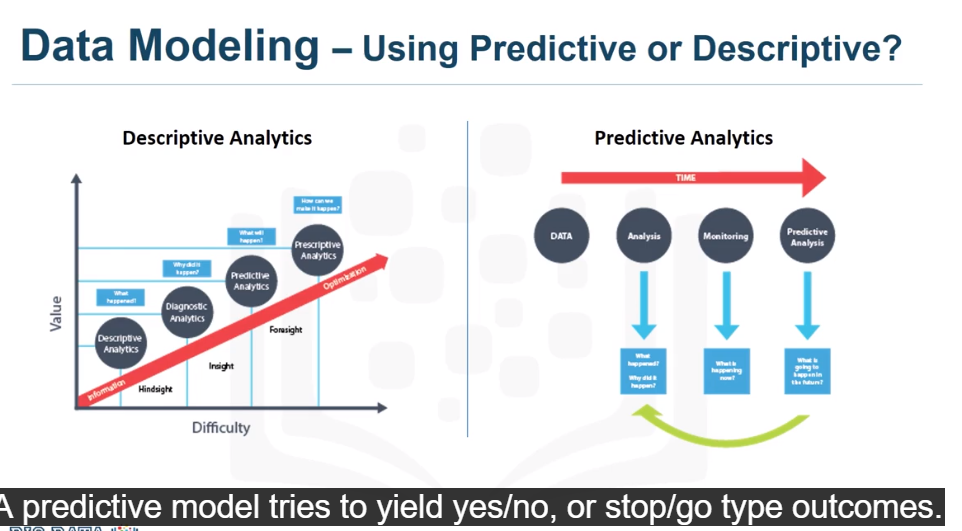 Data Modeling – Using Predictive or Descriptive?
Descriptive Analytics
How can we
make it happen?
What will
happen?
Prescriptive
Analytics
Why did it
happen?
Predictive
Analytics
Optimization
What
happened?
Diagnostic
Analytics
Foresight
Descriptive
Analytics
Insight
Information
Hindsight
Value
Difficulty
Predictive Analytics
TIME
DATA
Analysis
Monitoring
Predictive
Analysis
What
happened?
Why did it
happen?
What is
happening
now?
What is
going to
happen in
the future?
A predictive model tries to yield yes/no, or stop/go type outcomes.
BIG DATA